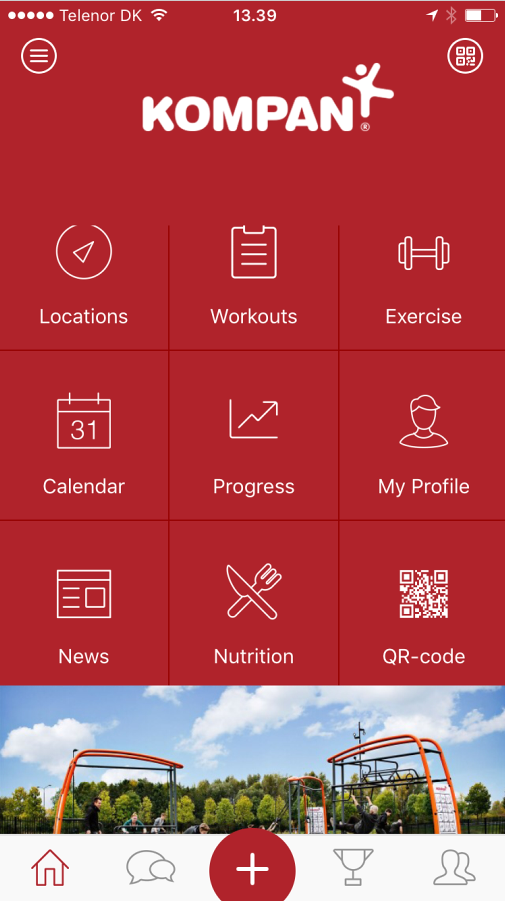 Telenor DK 13.39
KOMPAN®
Locations Workouts Exercise
31
Calendar Progress My Profile
News Nutrition QR-code